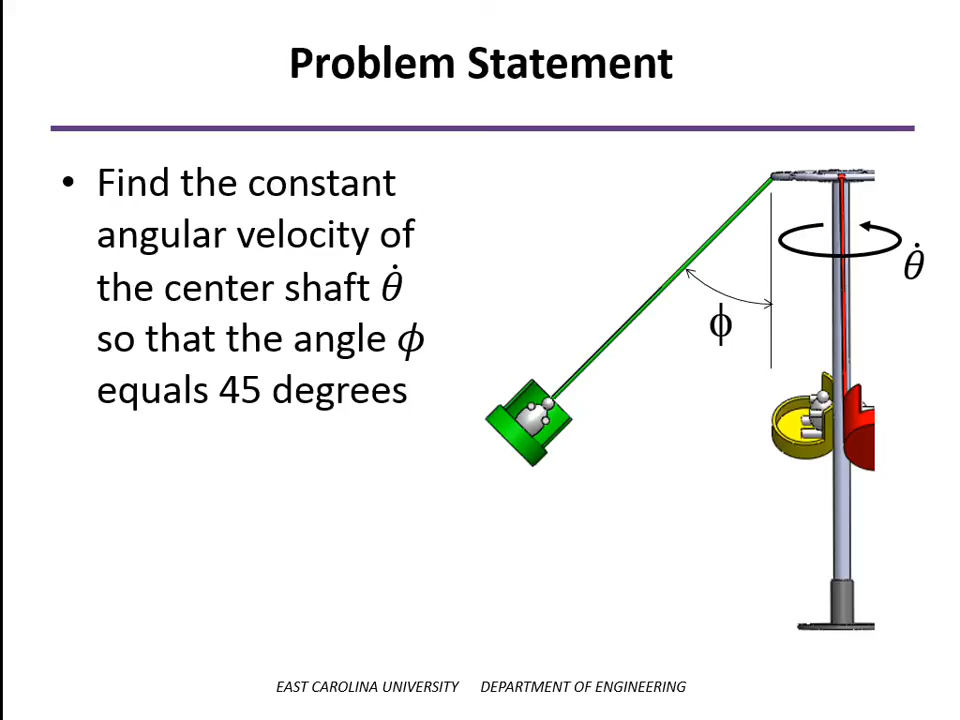 Problem Statement
• Find the constant
angular velocity of
the center shaft θ̇
so that the angle ϕ
equals 45 degrees
θ̇
ϕ
EAST CAROLINA UNIVERSITY DEPARTMENT OF ENGINEERING